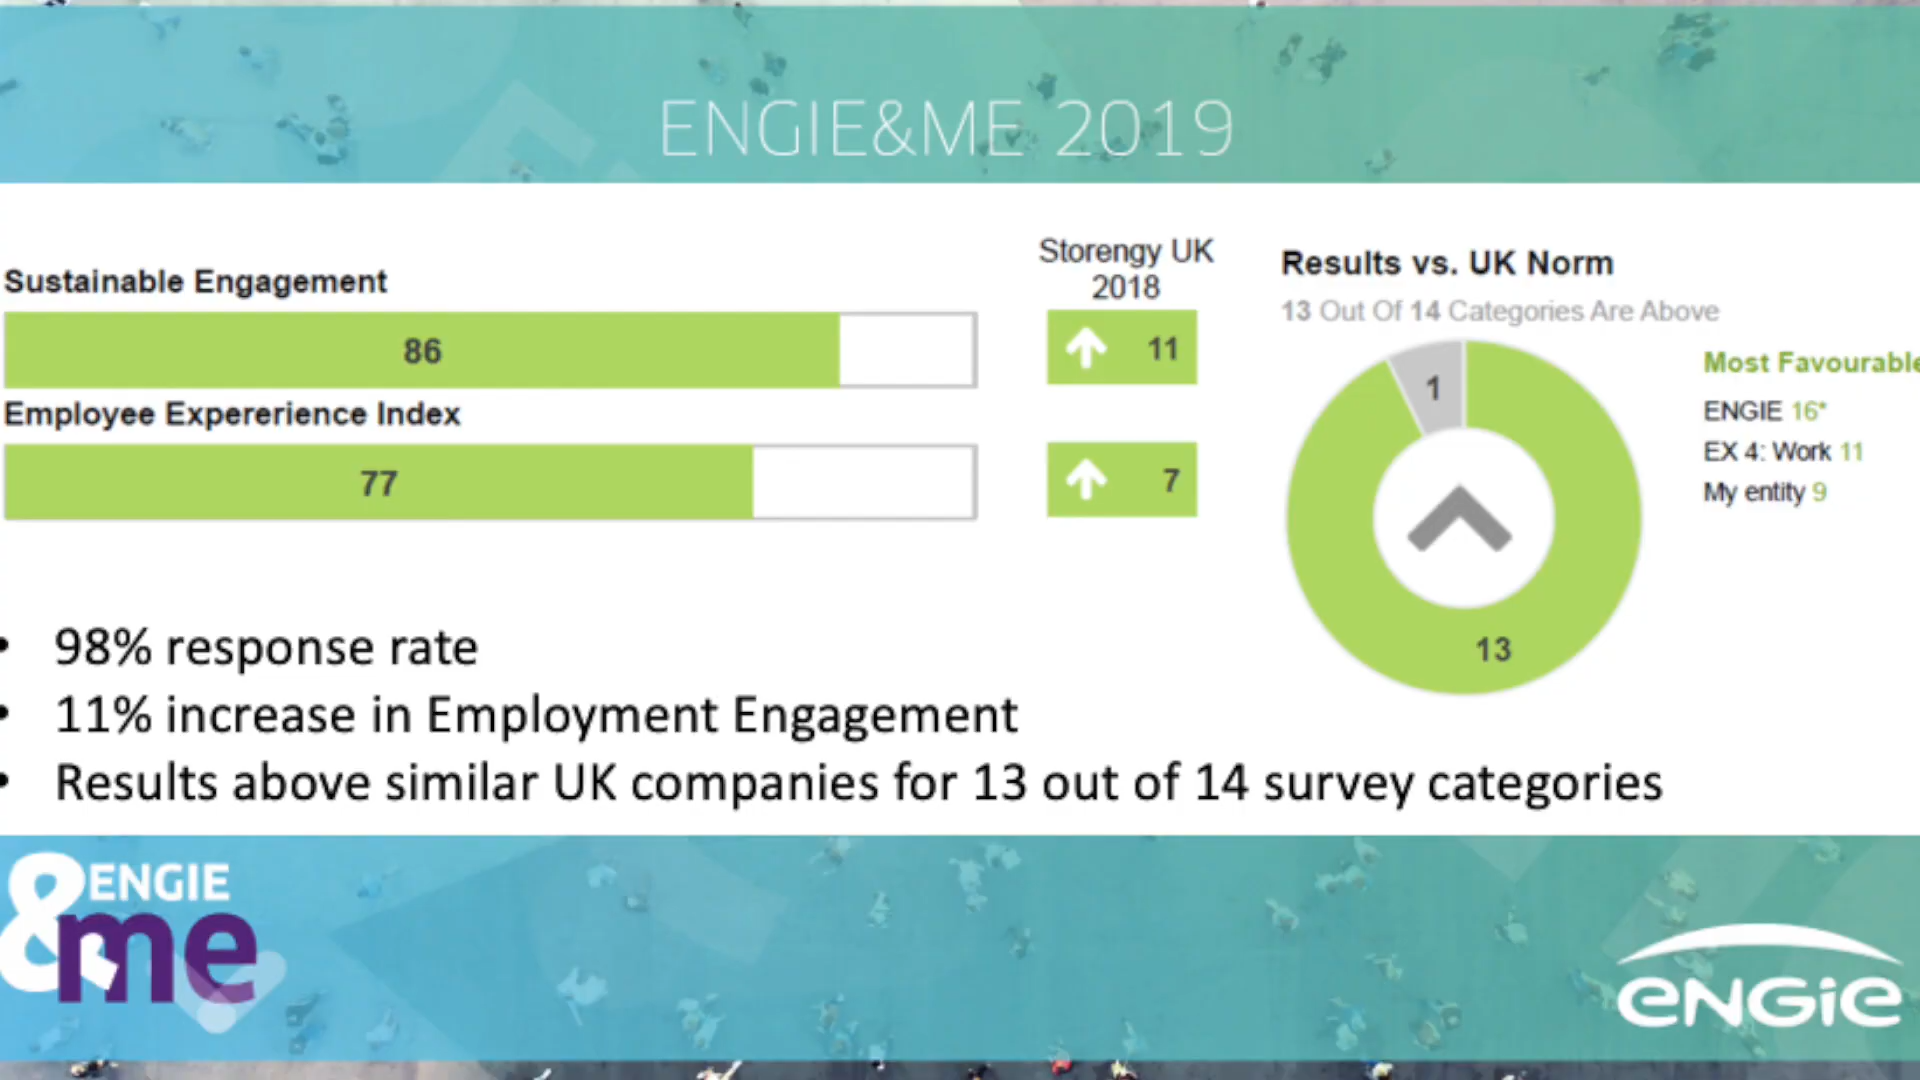 ENGIE&ME 2019
Sustainable Engagement
86
Employee Expererience Index
77
Storengy UK
2018
11
7
Results vs. UK Norm
13 Out Of 14 Categories Are Above
1
13
Most Favourable
ENGIE 16*
EX 4: Work 11
My entity 9
• 98% response rate
• 11% increase in Employment Engagement
• Results above similar UK companies for 13 out of 14 survey categories
&ENGIE
me
ENGIE